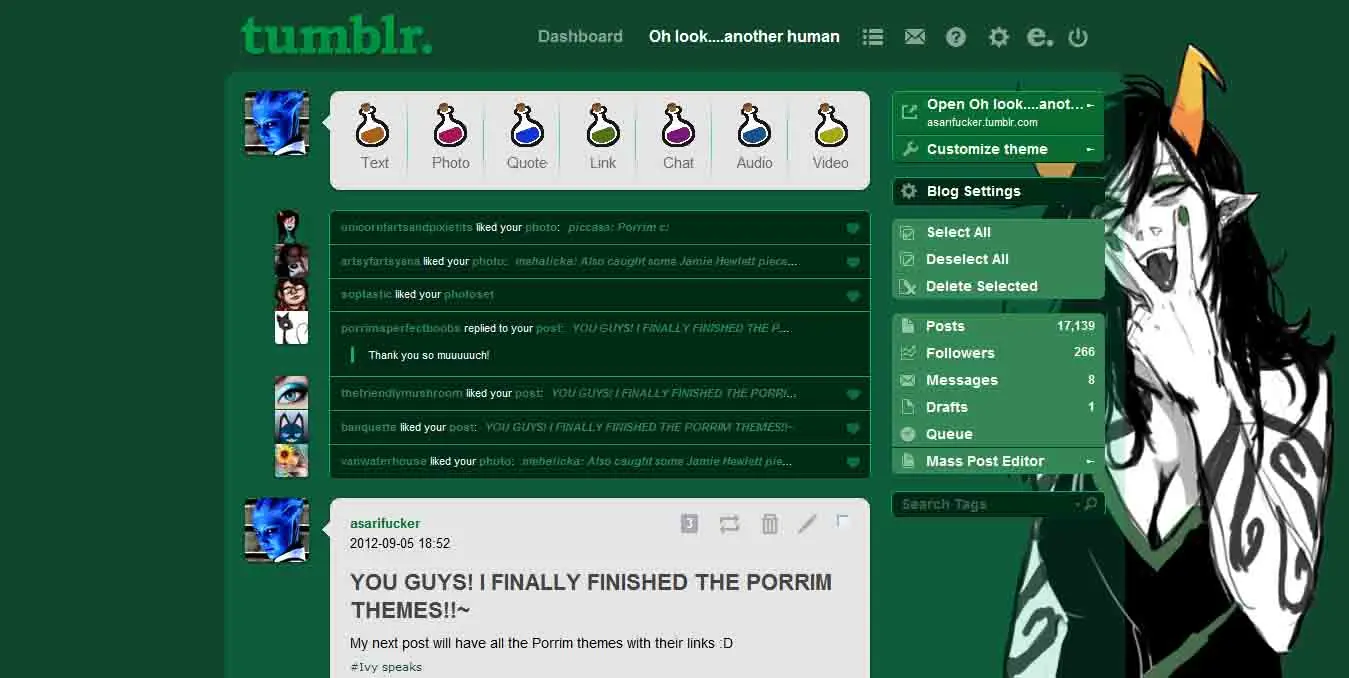 tumblr.
Dashboard
Oh look....another human
Text
Photo
Quote
Link
Chat
Audio
Video
unicornfartsandpixietits liked your photo: piccasa: Porrim c:
artsyfartsyana liked your photo: mehalicka: Also caught some Jamie Hewlett piece...
soptastic liked your photoset
porrimsperfectboobs replied to your post: YOU GUYS! I FINALLY FINISHED THE P...
Thank you so muuuuuch!
thefriendlymushroom liked your post: YOU GUYS! I FINALLY FINISHED THE PORRI...
banquette liked your post: YOU GUYS! I FINALLY FINISHED THE PORRIM THEMES!!~
vanwaterhouse liked your photo: mehalicka: Also caught some Jamie Hewlett pie...
asarifucker
3
2012-09-05 18:52
YOU GUYS! I FINALLY FINISHED THE PORRIM
THEMES!!~
My next post will have all the Porrim themes with their links :D
#Ivy speaks
Open Oh look....anot...
asarifucker.tumblr.com
Customize theme
Blog Settings
Select All
Deselect All
Delete Selected
Posts 17,139
Followers 266
Messages 8
Drafts 1
Queue
Mass Post Editor
Search Tags